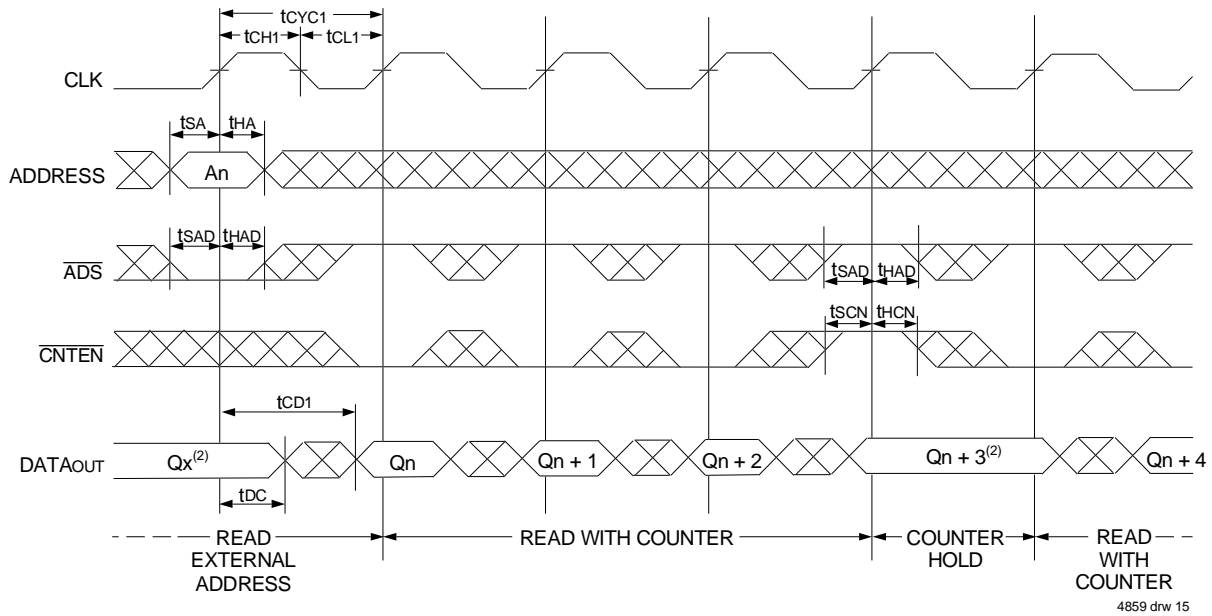 tCYC1
tCH1 tCL1
CLK
tSA tHA
ADDRESS An
tSAD tHAD
ADS tSAD tHAD
tSCN tHCN
CNTEN
tCD1
DATAOUT Qx(2) Qn Qn + 1 Qn + 2 Qn + 3(2) Qn + 4
tDC
READ EXTERNAL ADDRESS
READ WITH COUNTER
COUNTER HOLD
READ WITH COUNTER
4859 drw 15